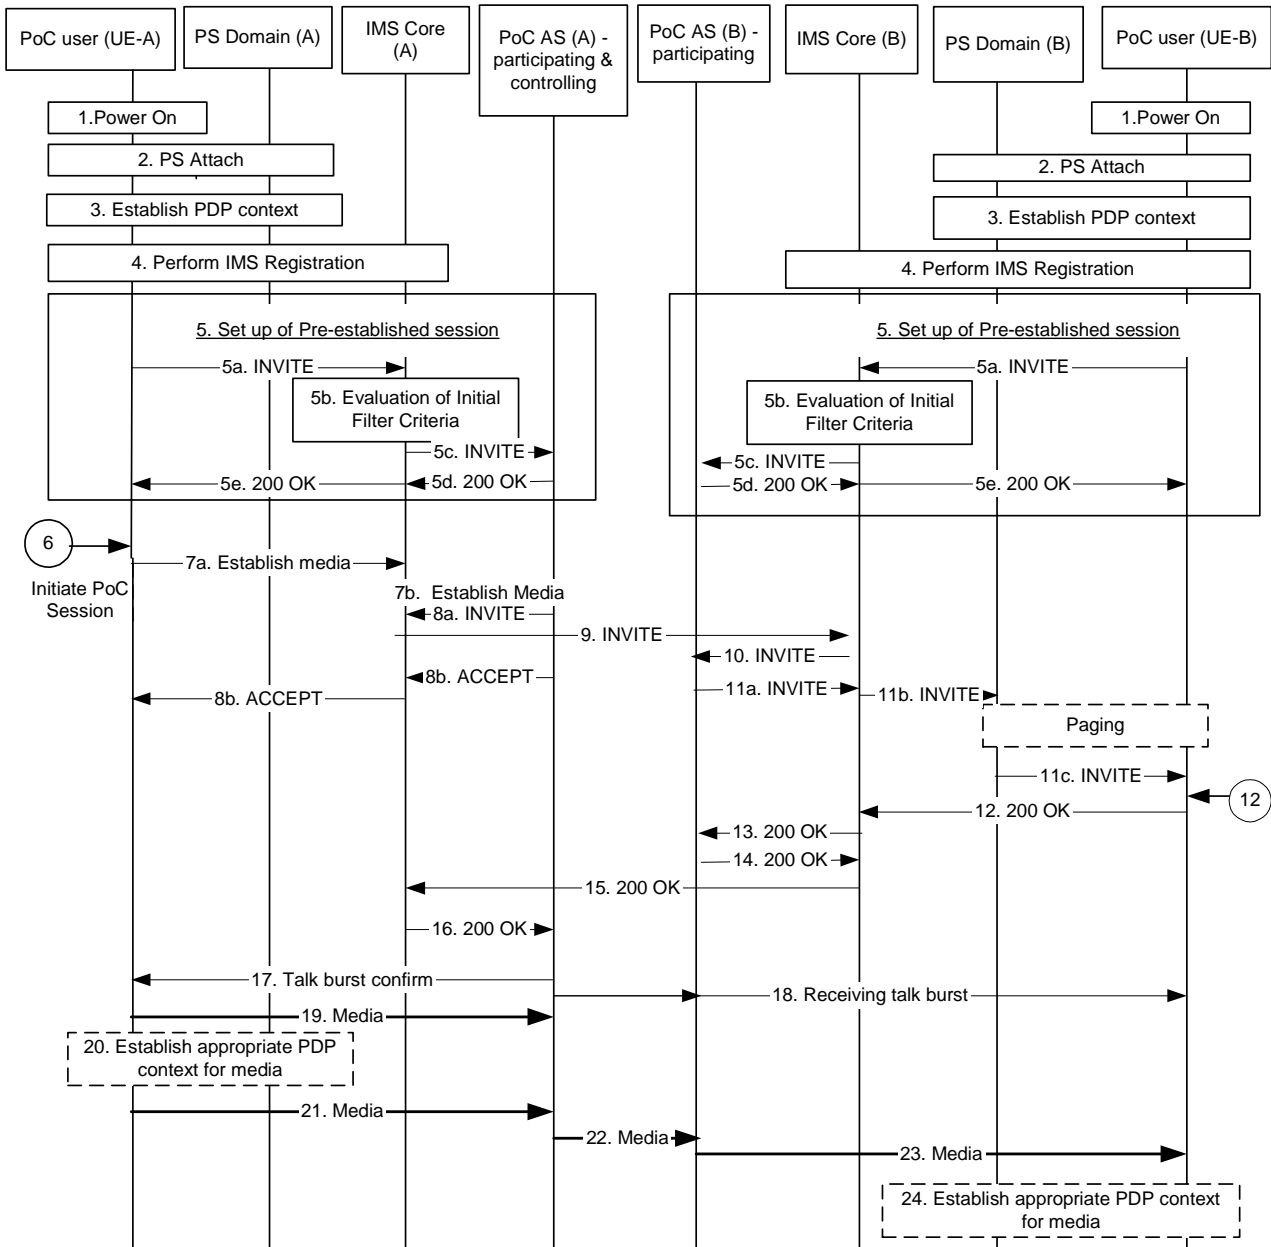 PoC user (UE-A)
PS Domain (A)
IMS Core
(A)
PoC AS (A) -
participating &
controlling
PoC AS (B) -
participating
IMS Core (B)
PS Domain (B)
PoC user (UE-B)
1.Power On
1.Power On
2. PS Attach
2. PS Attach
3. Establish PDP context
3. Establish PDP context
4. Perform IMS Registration
4. Perform IMS Registration
5. Set up of Pre-established session
5. Set up of Pre-established session
5a. INVITE
5a. INVITE
5b. Evaluation of Initial
Filter Criteria
5b. Evaluation of Initial
Filter Criteria
5c. INVITE
5c. INVITE
5e. 200 OK
5d. 200 OK
5d. 200 OK
5e. 200 OK
6
Initiate PoC
Session
7a. Establish media
7b. Establish Media
8a. INVITE
9. INVITE
10. INVITE
8b. ACCEPT
8b. ACCEPT
11a. INVITE
11b. INVITE
Paging
11c. INVITE
12
12. 200 OK
13. 200 OK
14. 200 OK
15. 200 OK
16. 200 OK
17. Talk burst confirm
18. Receiving talk burst
19. Media
20. Establish appropriate PDP
context for media
21. Media
22. Media
23. Media
24. Establish appropriate PDP context
for media